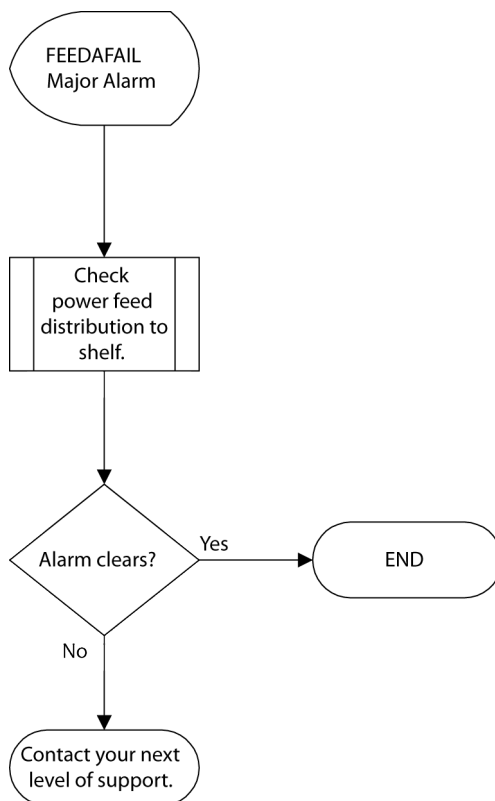 FEEDAFAIL
Major Alarm
Check
power feed
distribution to
shelf.
Alarm clears?
Yes
END
No
Contact your next
level of support.